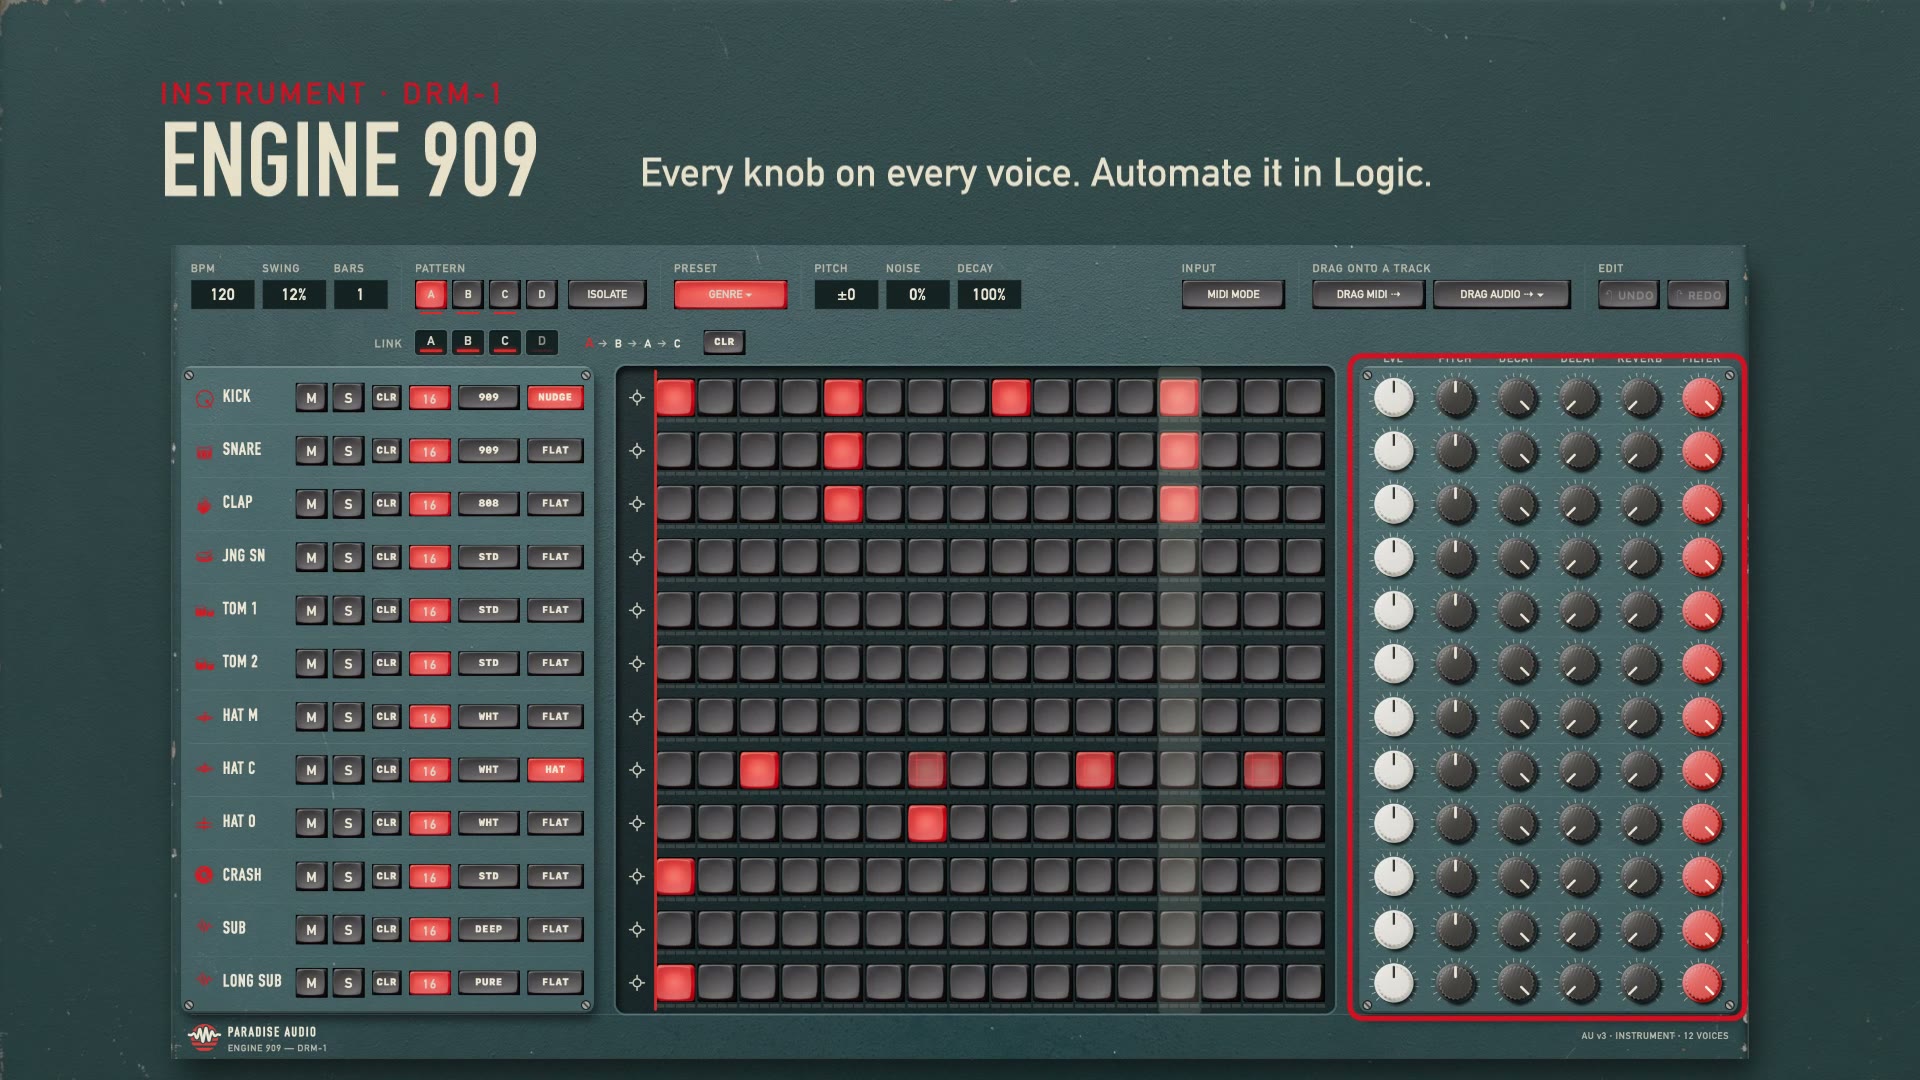 INSTRUMENT · DRM-1
ENGINE 909
Every knob on every voice. Automate it in Logic.
BPM SWING BARS PATTERN PRESET PITCH NOISE DECAY INPUT DRAG ONTO A TRACK EDIT
120 12% 1 A B C D ISOLATE GENRE ±0 0% 100% MIDI MODE DRAG MIDI → DRAG AUDIO → UNDO REDO
LINK A B C D A → B → A → C CLR
LVL PITCH DECAY DELAY REVERB FILTER
KICK M S CLR 16 909 NUDGE
SNARE M S CLR 16 909 FLAT
CLAP M S CLR 16 808 FLAT
JNG SN M S CLR 16 STD FLAT
TOM 1 M S CLR 16 STD FLAT
TOM 2 M S CLR 16 STD FLAT
HAT M M S CLR 16 WHT FLAT
HAT C M S CLR 16 WHT HAT
HAT O M S CLR 16 WHT FLAT
CRASH M S CLR 16 STD FLAT
SUB M S CLR 16 DEEP FLAT
LONG SUB M S CLR 16 PURE FLAT
PARADISE AUDIO
ENGINE 909 — DRM-1
AU v3 · INSTRUMENT · 12 VOICES